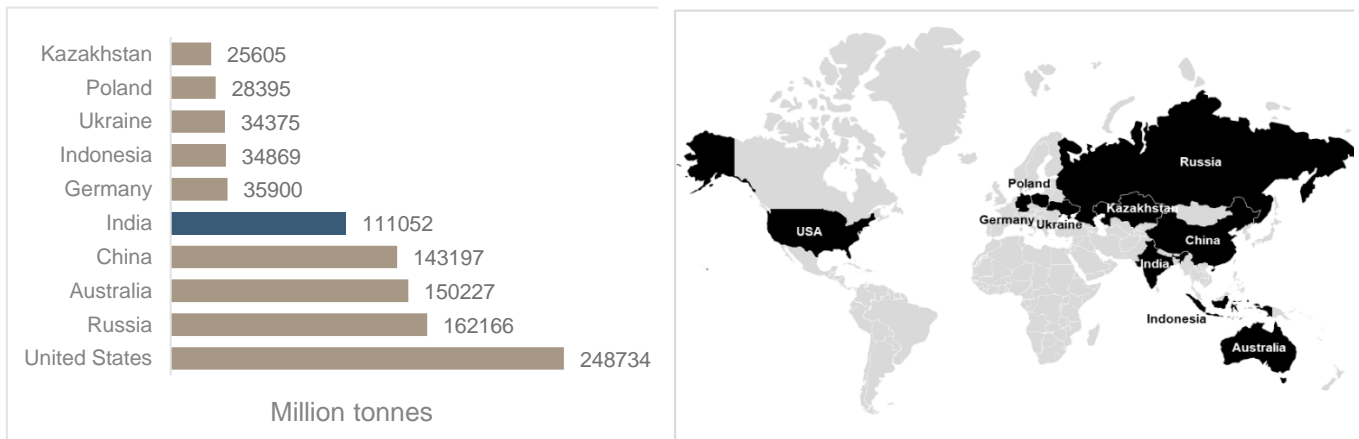 Kazakhstan 25605
Poland 28395
Ukraine 34375
Indonesia 34869
Germany 35900
India 111052
China 143197
Australia 150227
Russia 162166
United States 248734
Million tonnes
Russia
Poland
Kazakhstan
Germany
Ukraine
USA
China
India
Indonesia
Australia